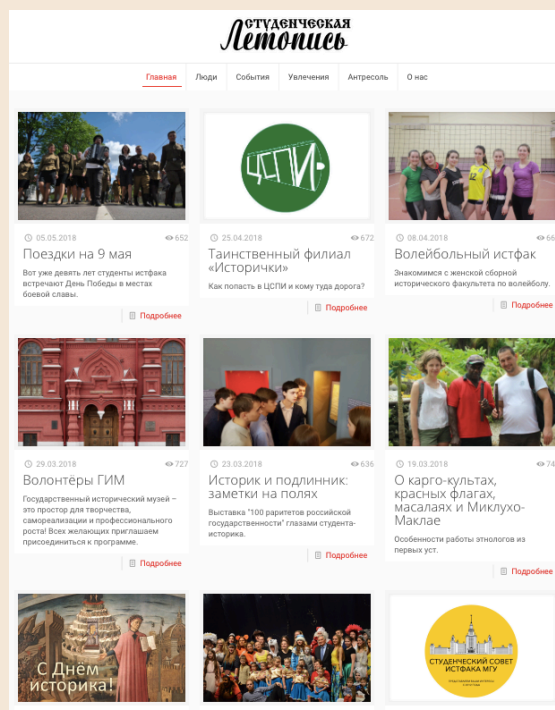 студенческая
Летопись
Главная
Люди
События
Увлечения
Антресоль
О нас
05.05.2018
652
Поездки на 9 мая
Вот уже девять лет студенты истфака
встречают День Победы в местах
боевой славы.
Подробнее
ЦСПИ
25.04.2018
672
Таинственный филиал
«Исторички»
Как попасть в ЦСПИ и кому туда дорога?
Подробнее
08.04.2018
66
Волейбольный истфак
Знакомимся с женской сборной
исторического факультета по волейболу.
Подробнее
29.03.2018
727
Волонтёры ГИМ
Государственный исторический музей –
это простор для творчества,
самореализации и профессионального
роста! Всех желающих приглашаем
присоединиться к программе.
Подробнее
23.03.2018
636
Историк и подлинник:
заметки на полях
Выставка "100 раритетов российской
государственности" глазами студента-
историка.
Подробнее
19.03.2018
74
О карго-культах,
красных флагах,
масалаях и Миклухо-
Маклае
Особенности работы этнологов из
первых уст.
Подробнее
С Днём
историка!
СТУДЕНЧЕСКИЙ СОВЕТ
ИСТФАКА МГУ